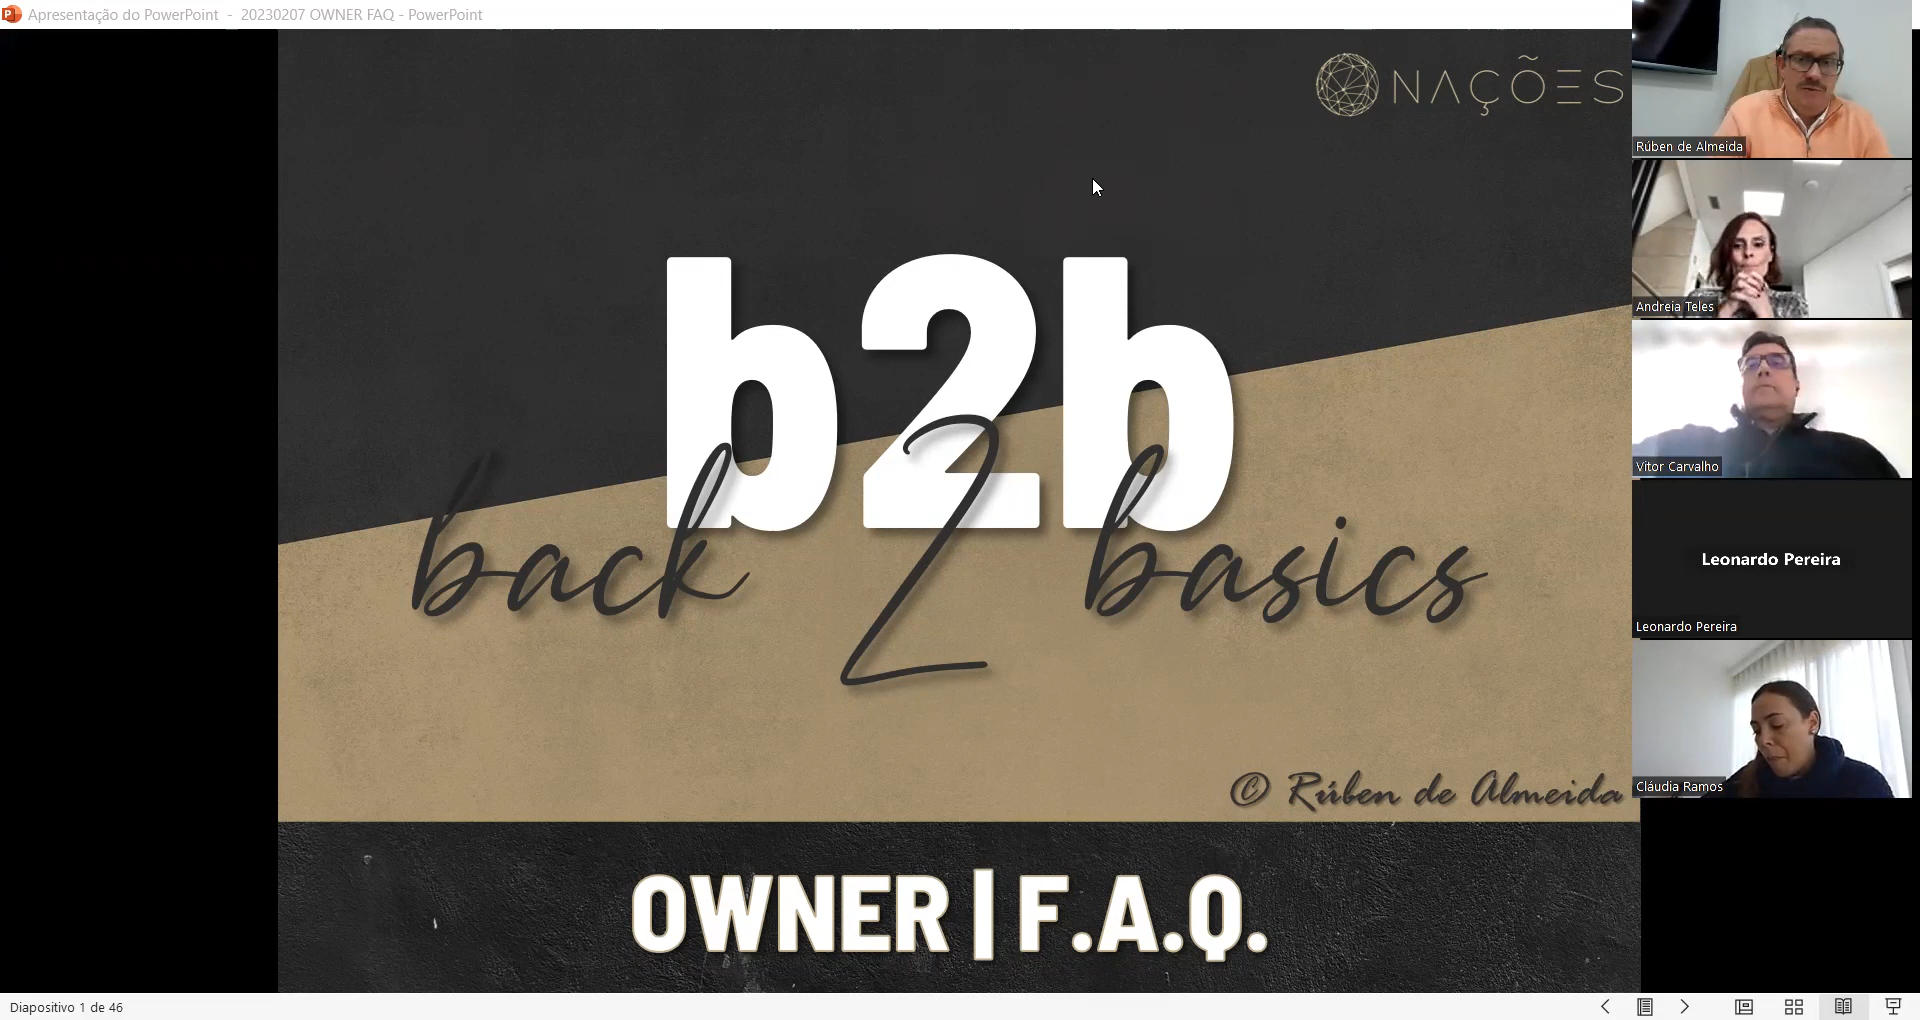 Apresentação do PowerPoint - 20230207 OWNER FAQ - PowerPoint
NAÇÕES
b2b
back 2 basics
© Rúben de Almeida
OWNER | F.A.Q.
Rúben de Almeida
Andreia Teles
Vitor Carvalho
Leonardo Pereira
Leonardo Pereira
Cláudia Ramos
Diapositivo 1 de 46